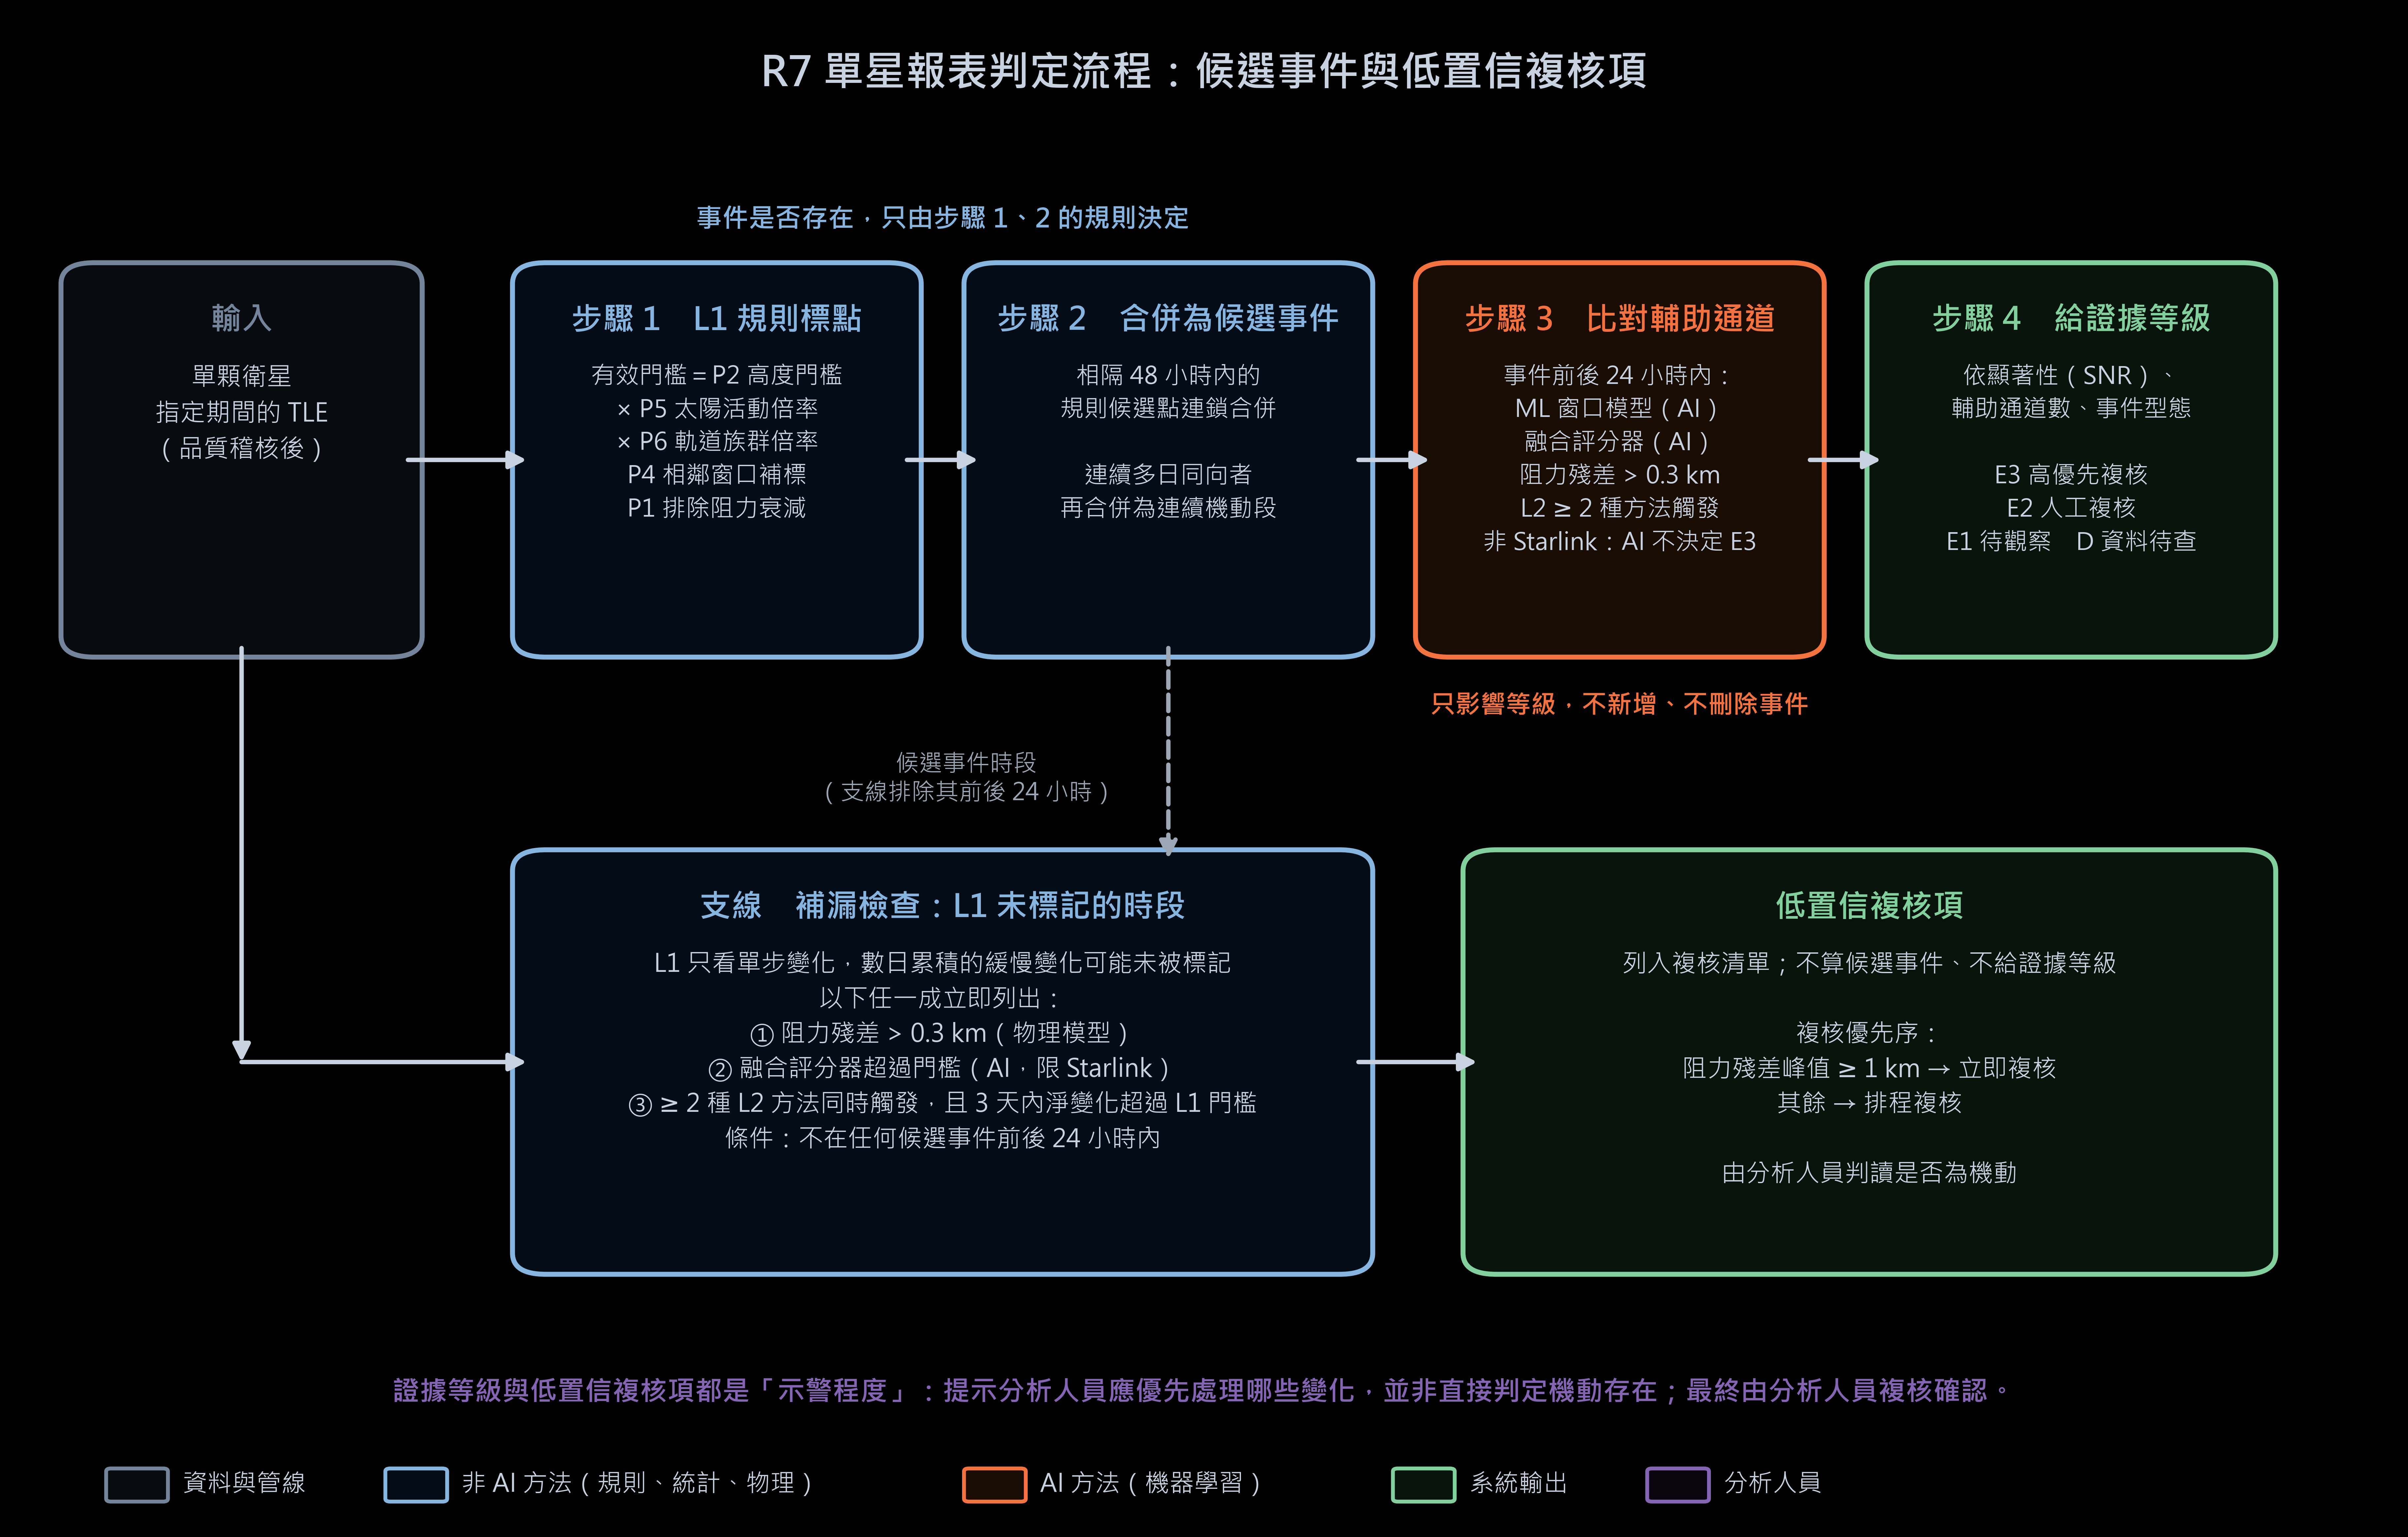 R7 單星報表判定流程：候選事件與低置信複核項
事件是否存在，只由步驟 1、2 的規則決定
輸入
單顆衛星
指定期間的 TLE
（品質稽核後）
步驟 1　L1 規則標點
有效門檻＝P2 高度門檻
× P5 太陽活動倍率
× P6 軌道族群倍率
P4 相鄰窗口補標
P1 排除阻力衰減
步驟 2　合併為候選事件
相隔 48 小時內的
規則候選點連鎖合併
連續多日同向者
再合併為連續機動段
步驟 3　比對輔助通道
事件前後 24 小時內：
ML 窗口模型（AI）
融合評分器（AI）
阻力殘差 > 0.3 km
L2 ≥ 2 種方法觸發
非 Starlink：AI 不決定 E3
步驟 4　給證據等級
依顯著性（SNR）、
輔助通道數、事件型態
E3 高優先複核
E2 人工複核
E1 待觀察　D 資料待查
只影響等級，不新增、不刪除事件
候選事件時段
（支線排除其前後 24 小時）
支線　補漏檢查：L1 未標記的時段
L1 只看單步變化，數日累積的緩慢變化可能未被標記
以下任一成立即列出：
① 阻力殘差 > 0.3 km（物理模型）
② 融合評分器超過門檻（AI，限 Starlink）
③ ≥ 2 種 L2 方法同時觸發，且 3 天內淨變化超過 L1 門檻
條件：不在任何候選事件前後 24 小時內
低置信複核項
列入複核清單；不算候選事件、不給證據等級
複核優先序：
阻力殘差峰值 ≥ 1 km → 立即複核
其餘 → 排程複核
由分析人員判讀是否為機動
證據等級與低置信複核項都是「示警程度」：提示分析人員應優先處理哪些變化，並非直接判定機動存在；最終由分析人員複核確認。
資料與管線
非 AI 方法（規則、統計、物理）
AI 方法（機器學習）
系統輸出
分析人員